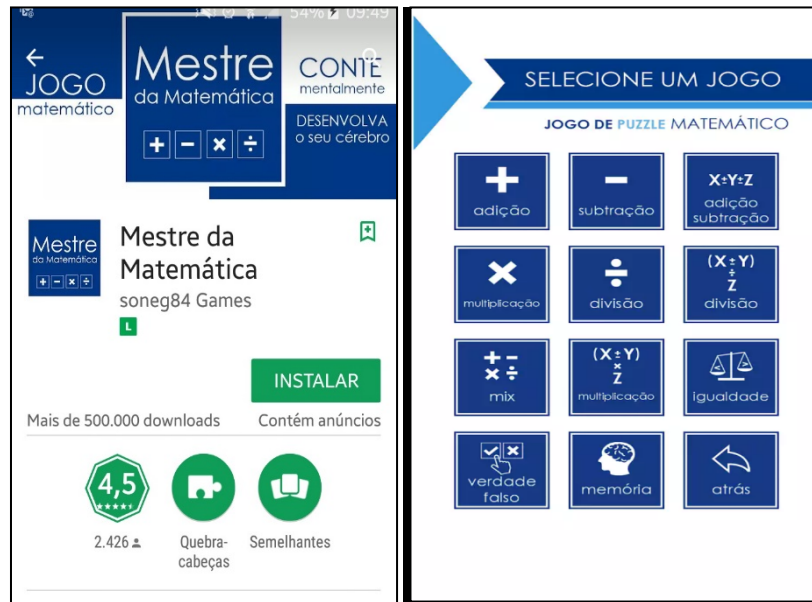 54% 09:49
JOGO
matemático
Mestre
da Matemática
+ − × ÷
CONTE
mentalmente
DESENVOLVA
o seu cérebro
Mestre
da Matemática
+ − × ÷
Mestre da
Matemática
soneg84 Games
L
INSTALAR
Mais de 500.000 downloads
Contém anúncios
4,5
2.426
Quebra-
cabeças
Semelhantes
SELECIONE UM JOGO
JOGO DE PUZZLE MATEMÁTICO
+
adição
−
subtração
X±Y±Z
adição
subtração
×
multiplicação
÷
divisão
(X ± Y)
÷
Z
divisão
+ −
× ÷
mix
(X ± Y)
×
Z
multiplicação
igualdade
verdade
falso
memória
atrás